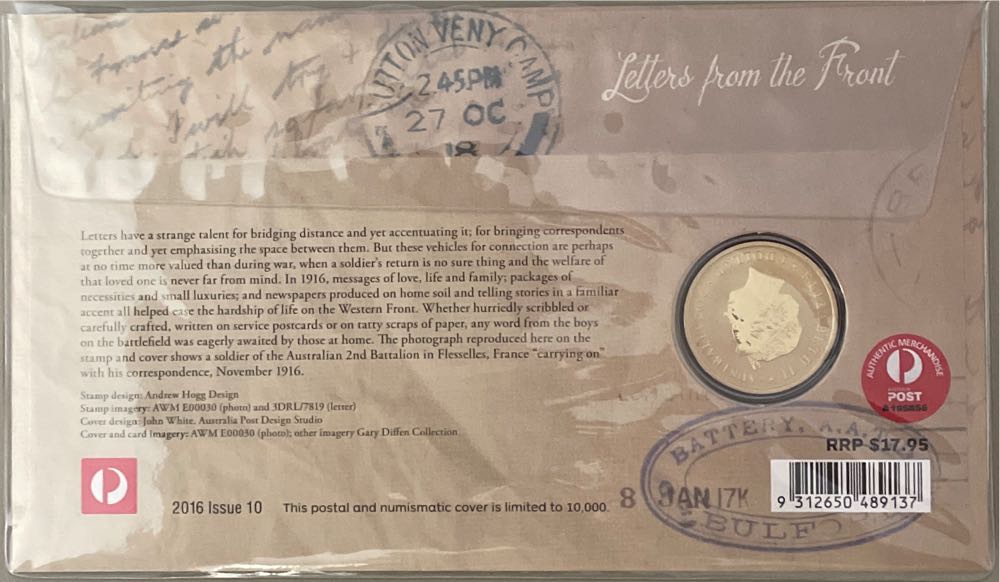 writing the
I will try
URTON VENY CAMP
2.45PM
27 OC
18
Letters from the Front
Letters have a strange talent for bridging distance and yet accentuating it; for bringing correspondents
together and yet emphasising the space between them. But these vehicles for connection are perhaps
at no time more valued than during war, when a soldier's return is no sure thing and the welfare of
that loved one is never far from mind. In 1916, messages of love, life and family; packages of
necessities and small luxuries; and newspapers produced on home soil and telling stories in a familiar
accent all helped ease the hardship of life on the Western Front. Whether hurriedly scribbled or
carefully crafted, written on service postcards or on tatty scraps of paper, any word from the boys
on the battlefield was eagerly awaited by those at home. The photograph reproduced here on the
stamp and cover shows a soldier of the Australian 2nd Battalion in Flesselles, France “carrying on”
with his correspondence, November 1916.
Stamp design: Andrew Hogg Design
Stamp imagery: AWM E00030 (photo) and 3DRL/7819 (letter)
Cover design: John White, Australia Post Design Studio
Cover and card imagery: AWM E00030 (photo); other imagery Gary Diffen Collection
AUTHENTIC MERCHANDISE
POST
RRP $17.95
BATTERY, A.A.
8 JAN 17K
BULFO
9 312650 489137
2016 Issue 10
This postal and numismatic cover is limited to 10,000.